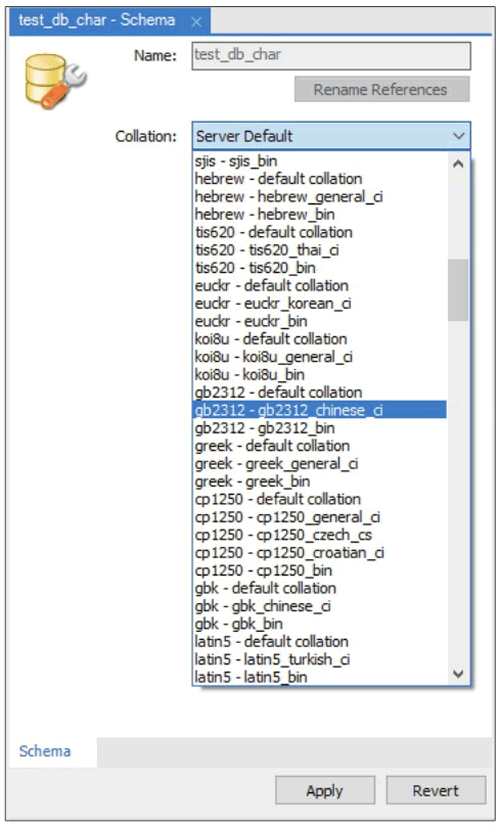 test_db_char - Schema ×
Name: test_db_char
Rename References
Collation: Server Default
sjis - sjis_bin
hebrew - default collation
hebrew - hebrew_general_ci
hebrew - hebrew_bin
tis620 - default collation
tis620 - tis620_thai_ci
tis620 - tis620_bin
euckr - default collation
euckr - euckr_korean_ci
euckr - euckr_bin
koi8u - default collation
koi8u - koi8u_general_ci
koi8u - koi8u_bin
gb2312 - default collation
gb2312 - gb2312_chinese_ci
gb2312 - gb2312_bin
greek - default collation
greek - greek_general_ci
greek - greek_bin
cp1250 - default collation
cp1250 - cp1250_general_ci
cp1250 - cp1250_czech_cs
cp1250 - cp1250_croatian_ci
cp1250 - cp1250_bin
gbk - default collation
gbk - gbk_chinese_ci
gbk - gbk_bin
latin5 - default collation
latin5 - latin5_turkish_ci
latin5 - latin5_bin
Schema
Apply Revert